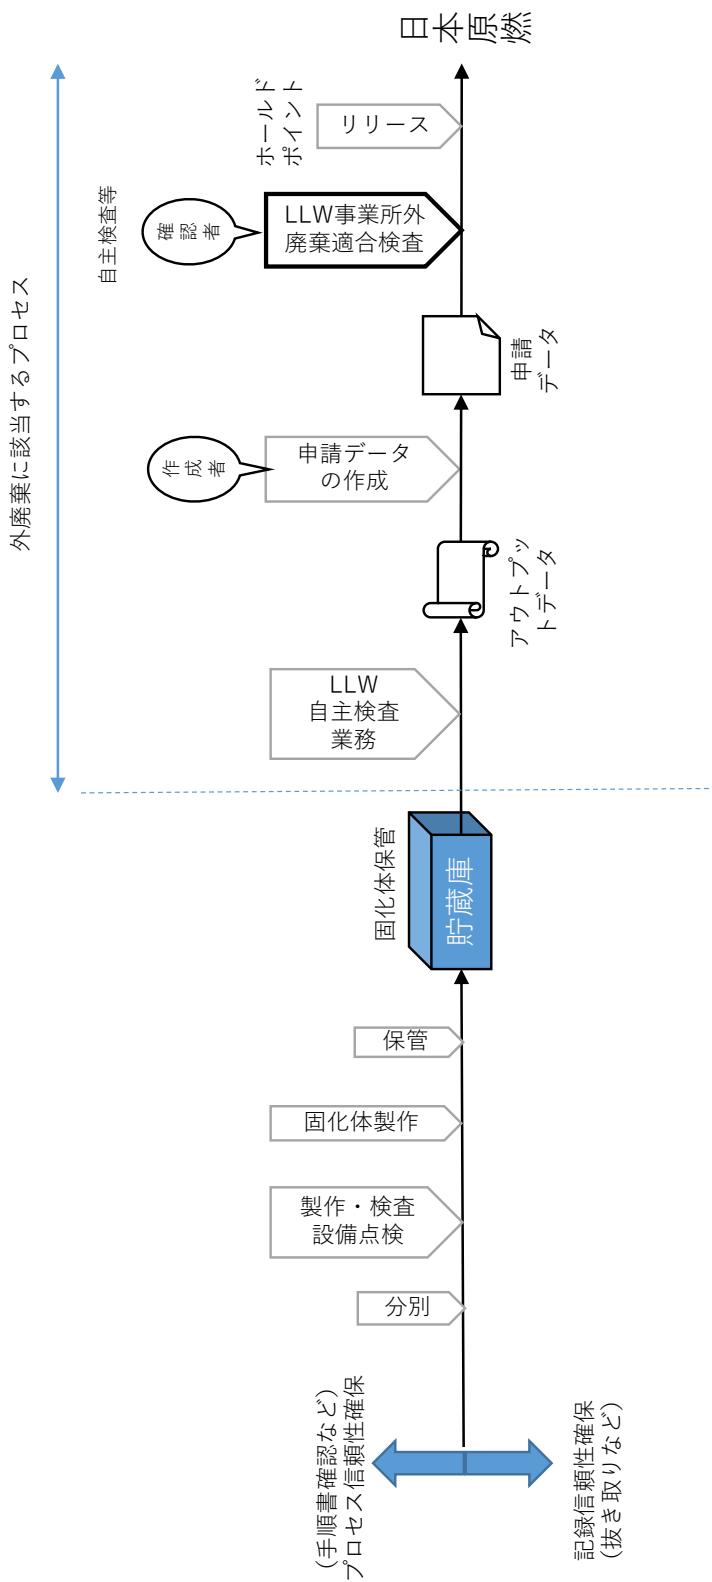 日本原燃
外廃棄に該当するプロセス
自主検査等
ホールド
ポイント
リリース
確認者
LLW事業所外
廃棄適合検査
申請
データ
作成者
申請データ
の作成
アウトプッ
トデータ
LLW
自主検査
業務
固化体保管
貯蔵庫
保管
固化体製作
製作・検査
設備点検
分別
(手順書確認など)
プロセス信頼性確保
記録信頼性確保
(抜き取りなど)